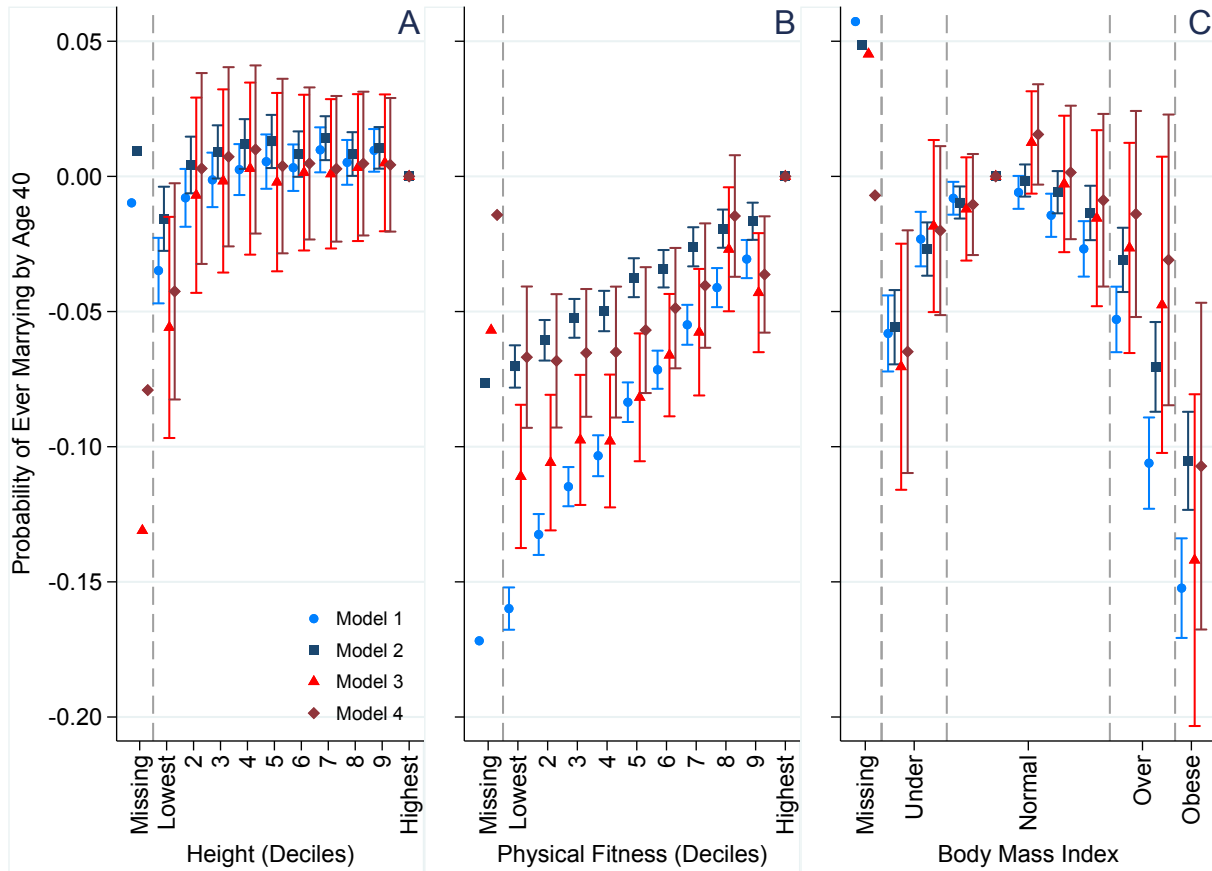 A
B
C
Probability of Ever Marrying by Age 40
0.05
0.00
-0.05
-0.10
-0.15
-0.20
Model 1
Model 2
Model 3
Model 4
Missing
Lowest
2
3
4
5
6
7
8
9
Highest
Height (Deciles)
Missing
Lowest
2
3
4
5
6
7
8
9
Highest
Physical Fitness (Deciles)
Missing
Under
Normal
Over
Obese
Body Mass Index